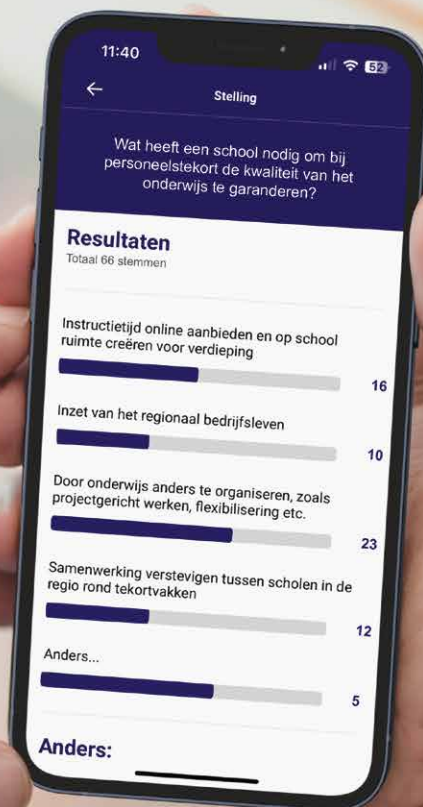 11:40
52
Stelling
Wat heeft een school nodig om bij
personeelstekort de kwaliteit van het
onderwijs te garanderen?
Resultaten
Totaal 66 stemmen
Instructietijd online aanbieden en op school
ruimte creëren voor verdieping
16
Inzet van het regionaal bedrijfsleven
10
Door onderwijs anders te organiseren, zoals
projectgericht werken, flexibilisering etc.
23
Samenwerking verstevigen tussen scholen in de
regio rond tekortvakken
12
Anders...
5
Anders: